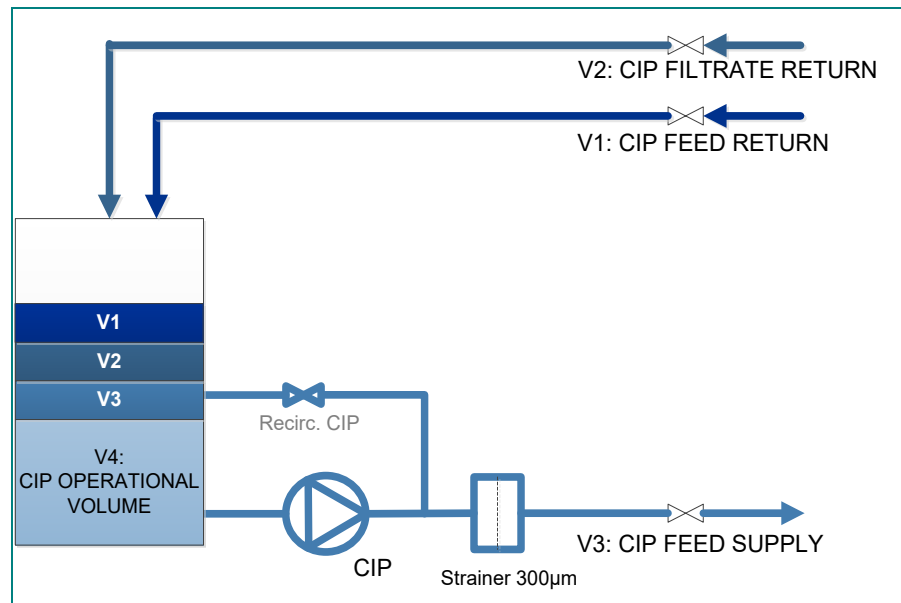 V2: CIP FILTRATE RETURN
V1: CIP FEED RETURN
V1
V2
V3
Recirc. CIP
V4:
CIP OPERATIONAL
VOLUME
CIP
Strainer 300µm
V3: CIP FEED SUPPLY